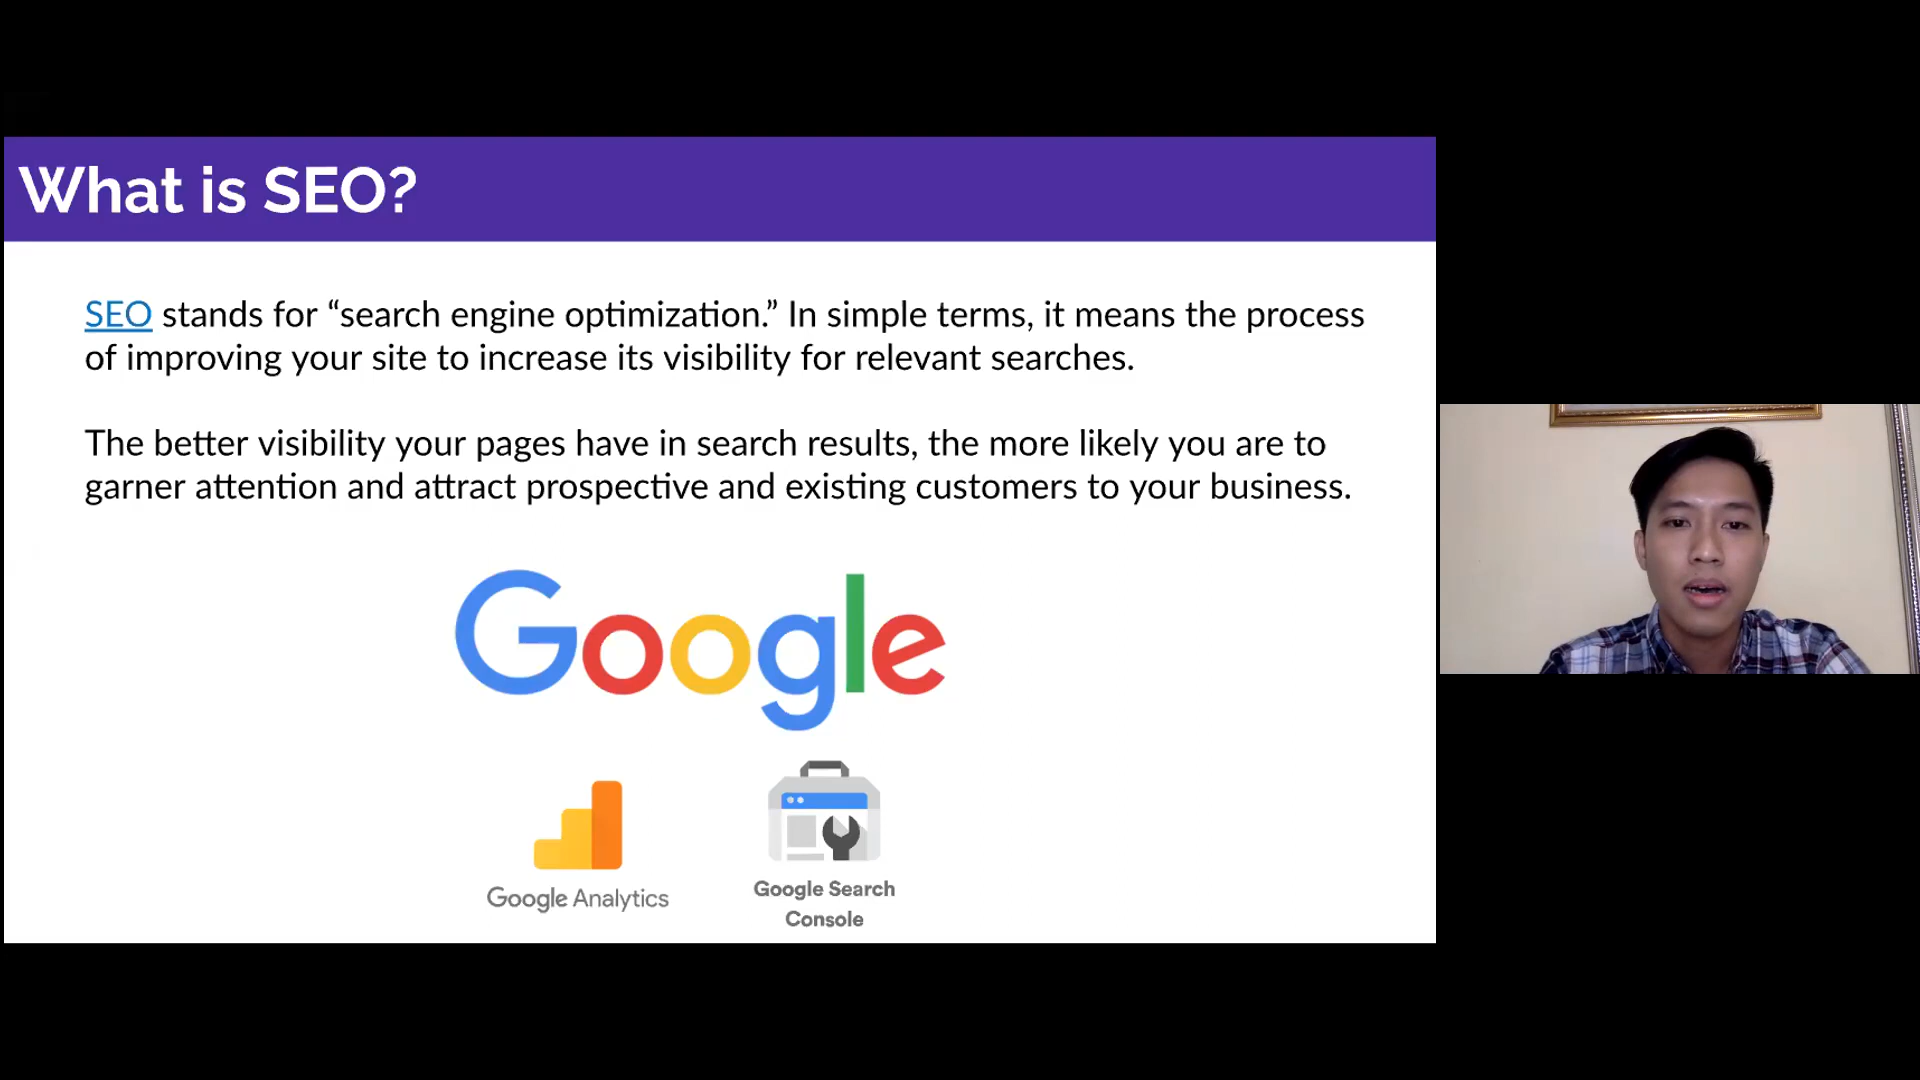 What is SEO?
SEO stands for “search engine optimization.” In simple terms, it means the process
of improving your site to increase its visibility for relevant searches.
The better visibility your pages have in search results, the more likely you are to
garner attention and attract prospective and existing customers to your business.
Google
Google Analytics
Google Search
Console